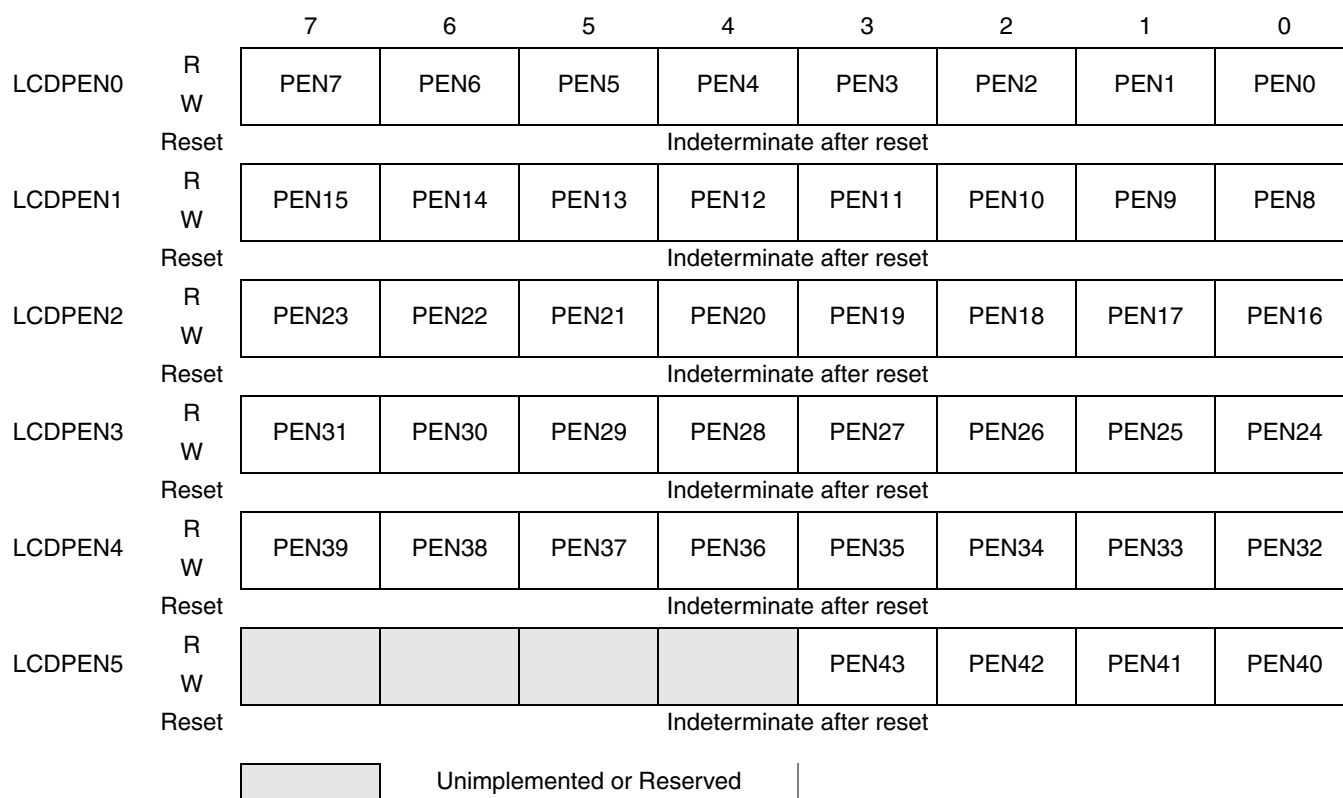 7 6 5 4 3 2 1 0
R
LCDPEN0 PEN7 PEN6 PEN5 PEN4 PEN3 PEN2 PEN1 PEN0
W
Reset Indeterminate after reset
R
LCDPEN1 PEN15 PEN14 PEN13 PEN12 PEN11 PEN10 PEN9 PEN8
W
Reset Indeterminate after reset
R
LCDPEN2 PEN23 PEN22 PEN21 PEN20 PEN19 PEN18 PEN17 PEN16
W
Reset Indeterminate after reset
R
LCDPEN3 PEN31 PEN30 PEN29 PEN28 PEN27 PEN26 PEN25 PEN24
W
Reset Indeterminate after reset
R
LCDPEN4 PEN39 PEN38 PEN37 PEN36 PEN35 PEN34 PEN33 PEN32
W
Reset Indeterminate after reset
R
LCDPEN5 PEN43 PEN42 PEN41 PEN40
W
Reset Indeterminate after reset
Unimplemented or Reserved